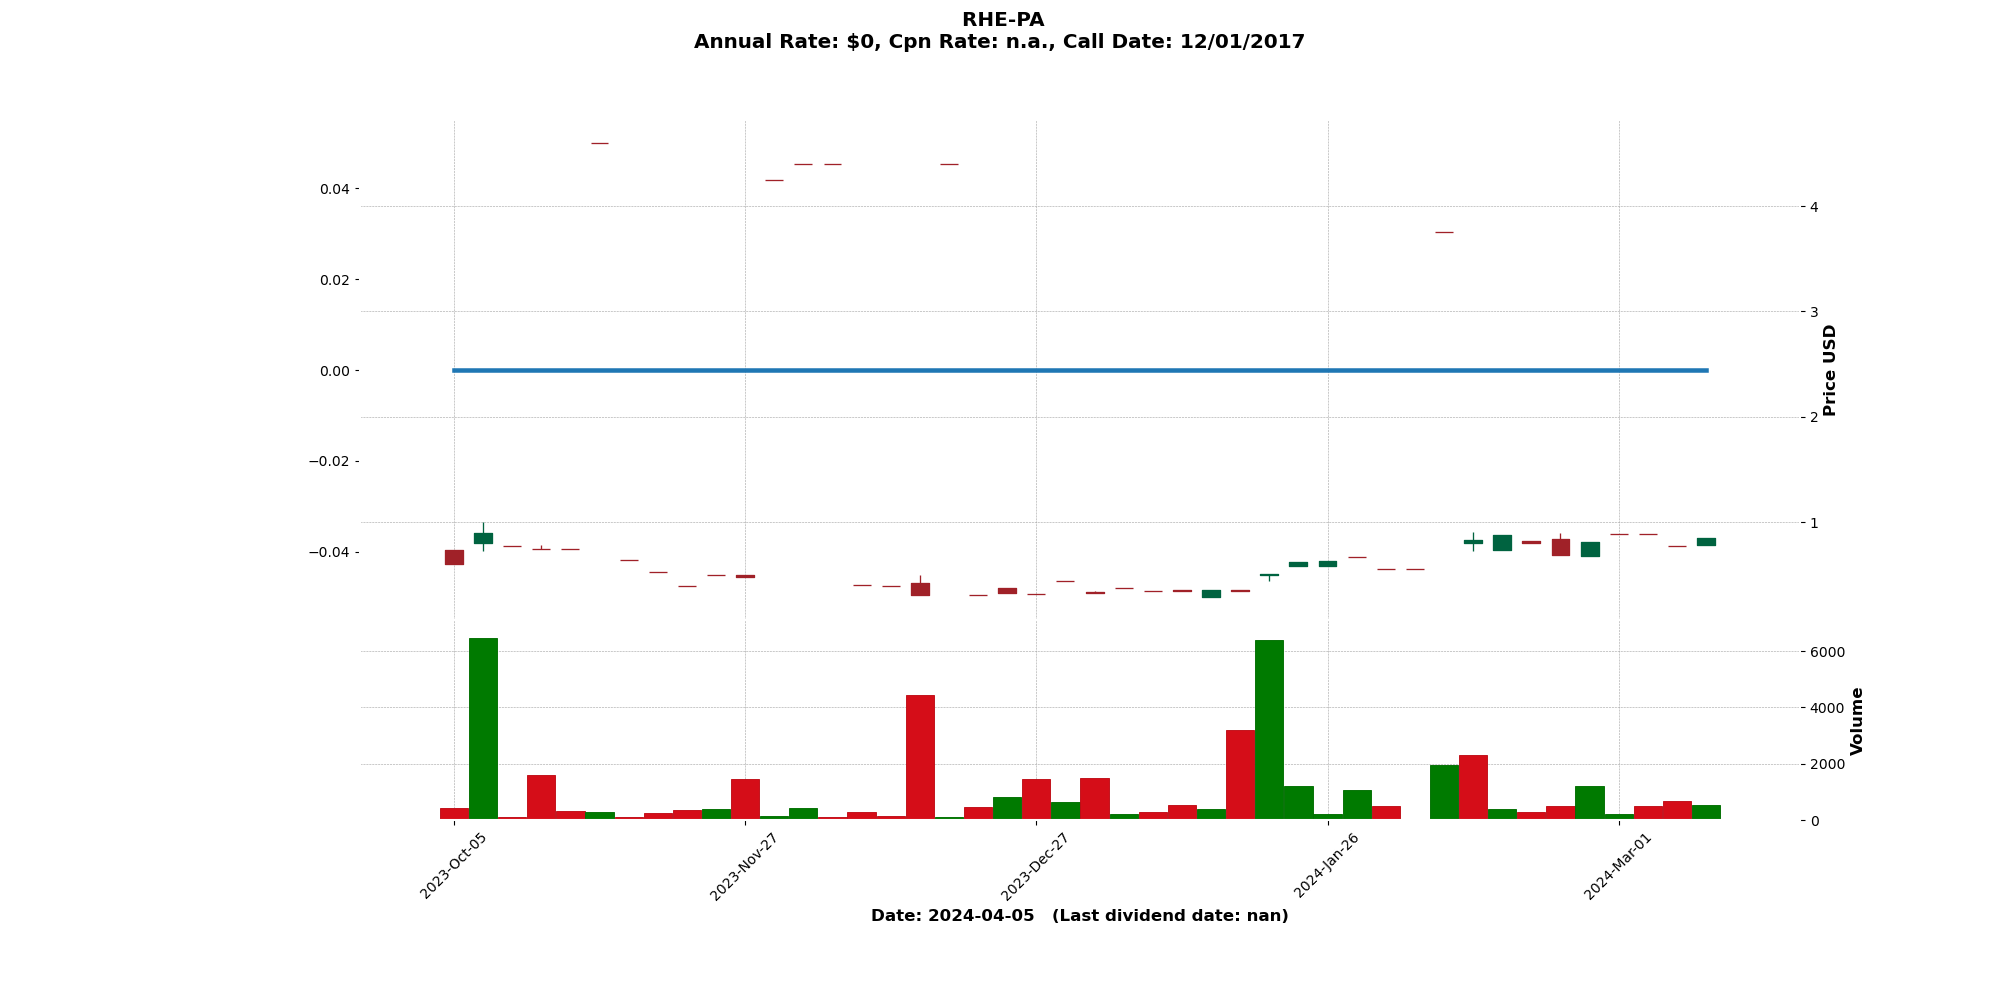 RHE-PA
Annual Rate: $0, Cpn Rate: n.a., Call Date: 12/01/2017
0.04
0.02
0.00
−0.02
−0.04
4
3
2
1
Price USD
6000
4000
2000
0
Volume
2023-Oct-05
2023-Nov-27
2023-Dec-27
2024-Jan-26
2024-Mar-01
Date: 2024-04-05   (Last dividend date: nan)